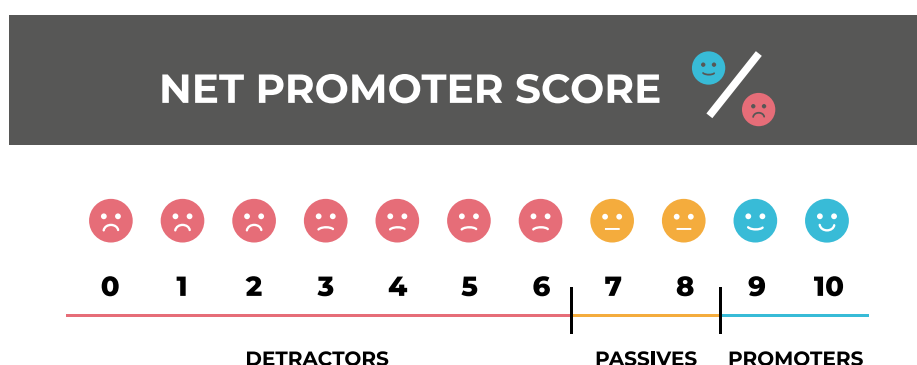 NET PROMOTER SCORE
0 1 2 3 4 5 6 7 8 9 10
DETRACTORS PASSIVES PROMOTERS